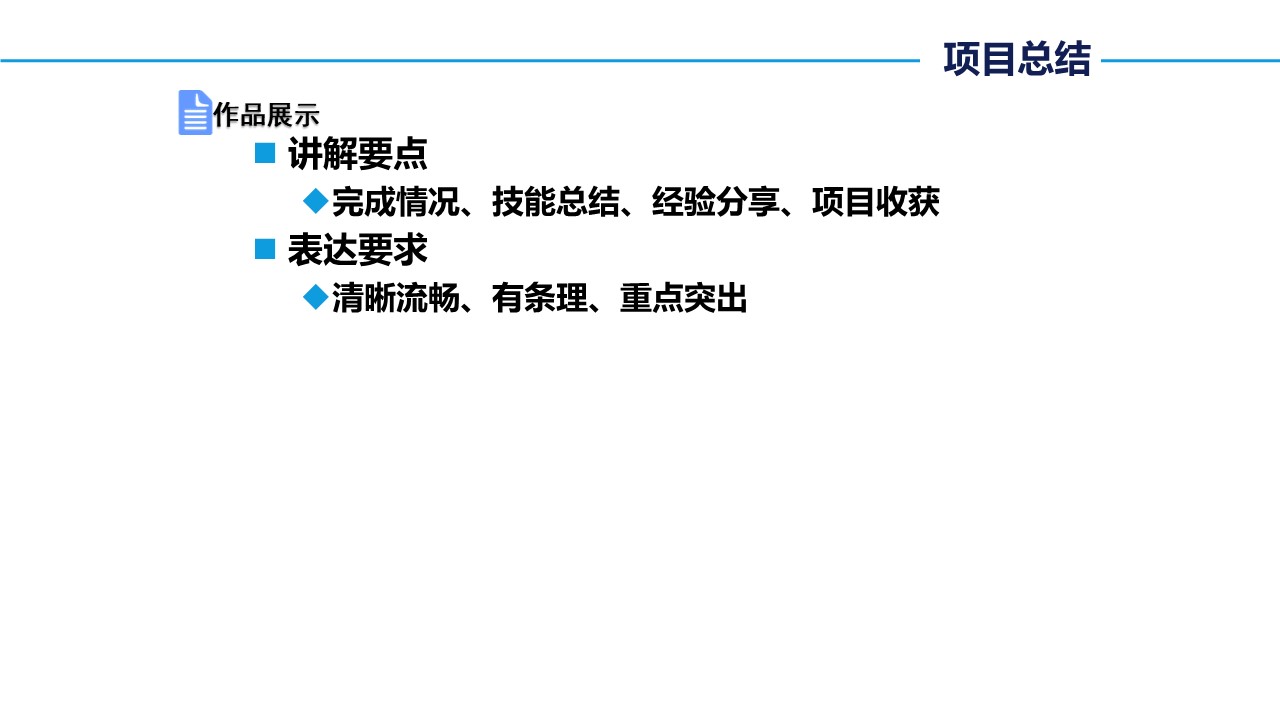 项目总结
作品展示
讲解要点
完成情况、技能总结、经验分享、项目收获
表达要求
清晰流畅、有条理、重点突出